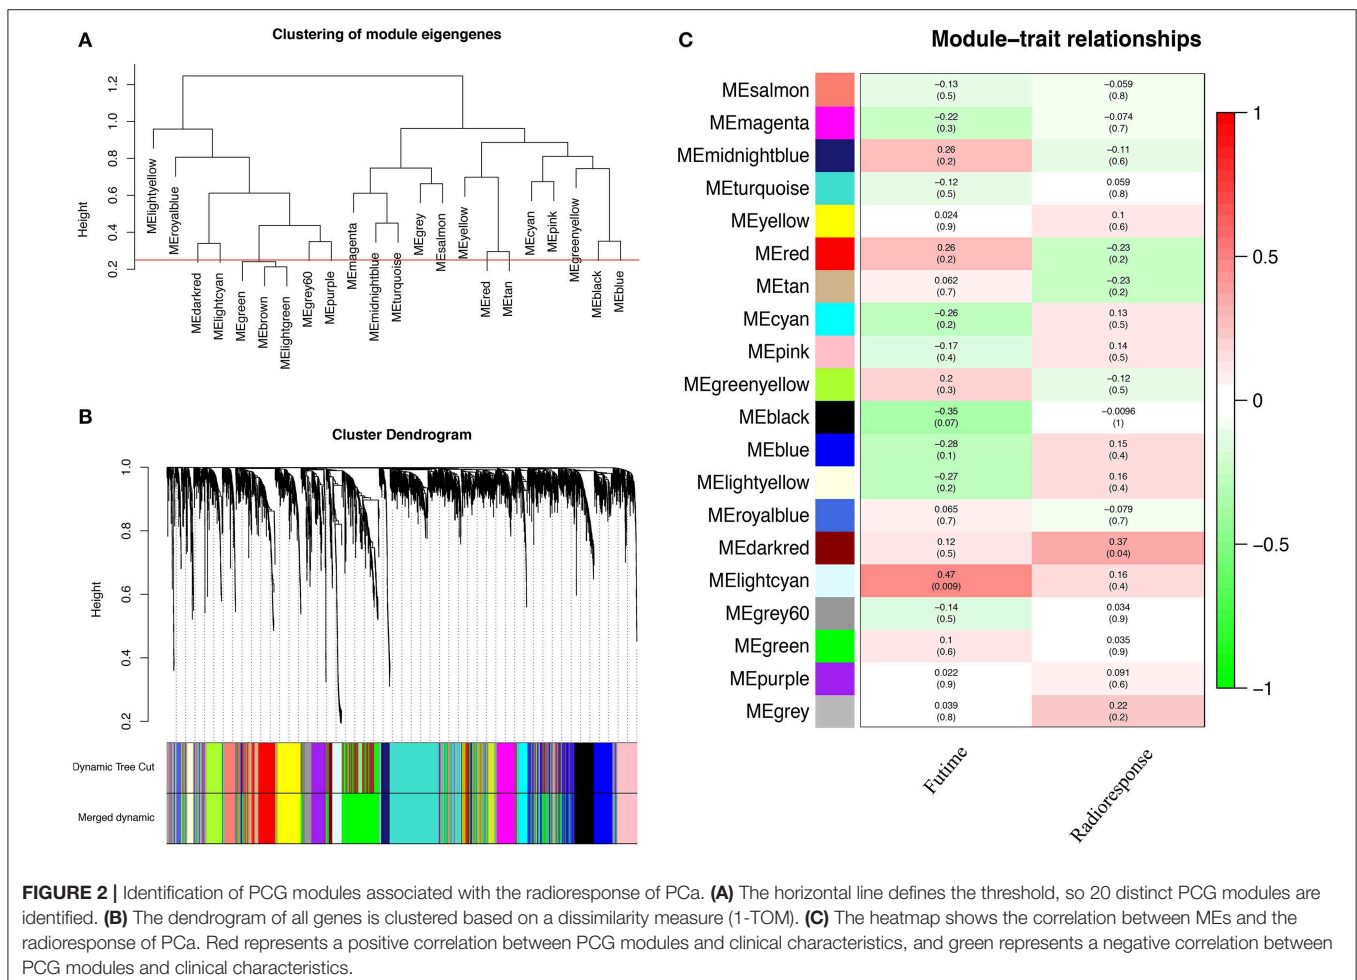 A
Clustering of module eigengenes
Height
0.2
0.4
0.6
0.8
1.0
1.2
MElightyellow
MEroyalblue
MEdarkred
MElightcyan
MEgreen
MEbrown
MElightgreen
MEgrey60
MEpurple
MEmagenta
MEmidnightblue
MEturquoise
MEgrey
MEsalmon
MEyellow
MEred
MEtan
MEcyan
MEpink
MEgreenyellow
MEblack
MEblue
B
Cluster Dendrogram
Height
1.0
0.8
0.6
0.4
0.2
Dynamic Tree Cut
Merged dynamic
C
Module–trait relationships
MEsalmon
−0.13
(0.5)
−0.059
(0.8)
MEmagenta
−0.22
(0.3)
−0.074
(0.7)
MEmidnightblue
0.26
(0.2)
−0.11
(0.6)
MEturquoise
−0.12
(0.5)
0.059
(0.8)
MEyellow
0.024
(0.9)
0.1
(0.6)
MEred
0.26
(0.2)
−0.23
(0.2)
MEtan
0.062
(0.7)
−0.23
(0.2)
MEcyan
−0.26
(0.2)
0.13
(0.5)
MEpink
−0.17
(0.4)
0.14
(0.5)
MEgreenyellow
0.2
(0.3)
−0.12
(0.5)
MEblack
−0.35
(0.07)
−0.0096
(1)
MEblue
−0.28
(0.1)
0.15
(0.4)
MElightyellow
−0.27
(0.2)
0.16
(0.4)
MEroyalblue
0.065
(0.7)
−0.079
(0.7)
MEdarkred
0.12
(0.5)
0.37
(0.04)
MElightcyan
0.47
(0.009)
0.16
(0.4)
MEgrey60
−0.14
(0.5)
0.034
(0.9)
MEgreen
0.1
(0.6)
0.035
(0.9)
MEpurple
0.022
(0.9)
0.091
(0.6)
MEgrey
0.039
(0.8)
0.22
(0.2)
Futime
Radioresponse
1
0.5
0
−0.5
−1
FIGURE 2 | Identification of PCG modules associated with the radioresponse of PCa. (A) The horizontal line defines the threshold, so 20 distinct PCG modules are
identified. (B) The dendrogram of all genes is clustered based on a dissimilarity measure (1-TOM). (C) The heatmap shows the correlation between MEs and the
radioresponse of PCa. Red represents a positive correlation between PCG modules and clinical characteristics, and green represents a negative correlation between
PCG modules and clinical characteristics.